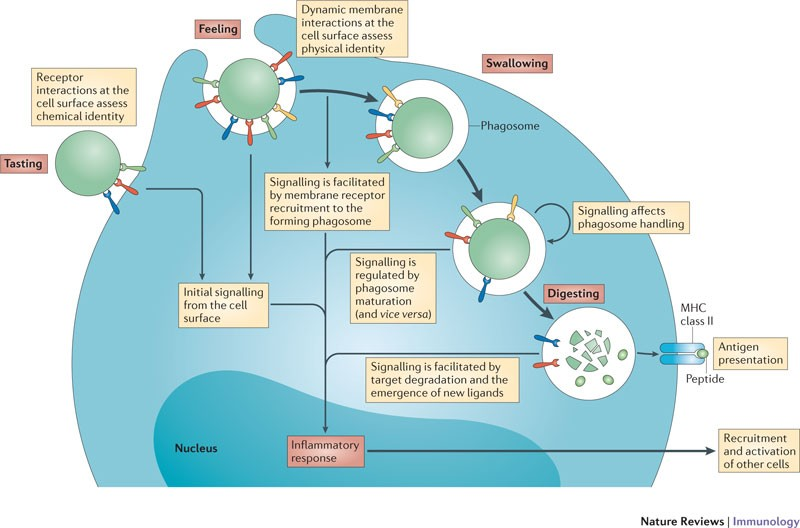 Feeling
Dynamic membrane
interactions at the
cell surface assess
physical identity
Swallowing
Receptor
interactions at the
cell surface assess
chemical identity
Phagosome
Tasting
Signalling is facilitated
by membrane receptor
recruitment to the
forming phagosome
Signalling affects
phagosome handling
Signalling is
regulated by
phagosome
maturation
(and vice versa)
Initial signalling
from the cell
surface
Digesting
MHC
class II
Antigen
presentation
Peptide
Signalling is facilitated by
target degradation and the
emergence of new ligands
Nucleus
Inflammatory
response
Recruitment
and activation
of other cells
Nature Reviews | Immunology